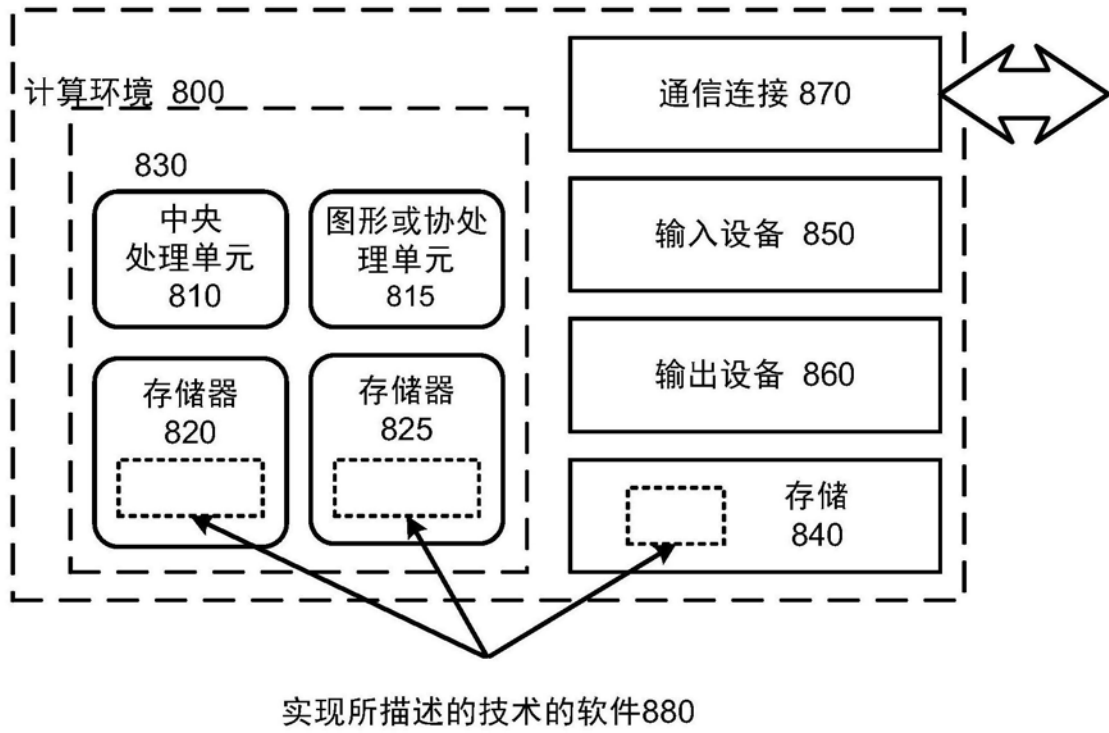 计算环境 800
830
中央
处理单元
810
图形或协处
理单元
815
存储器
820
存储器
825
通信连接 870
输入设备 850
输出设备 860
存储
840
实现所描述的技术的软件880